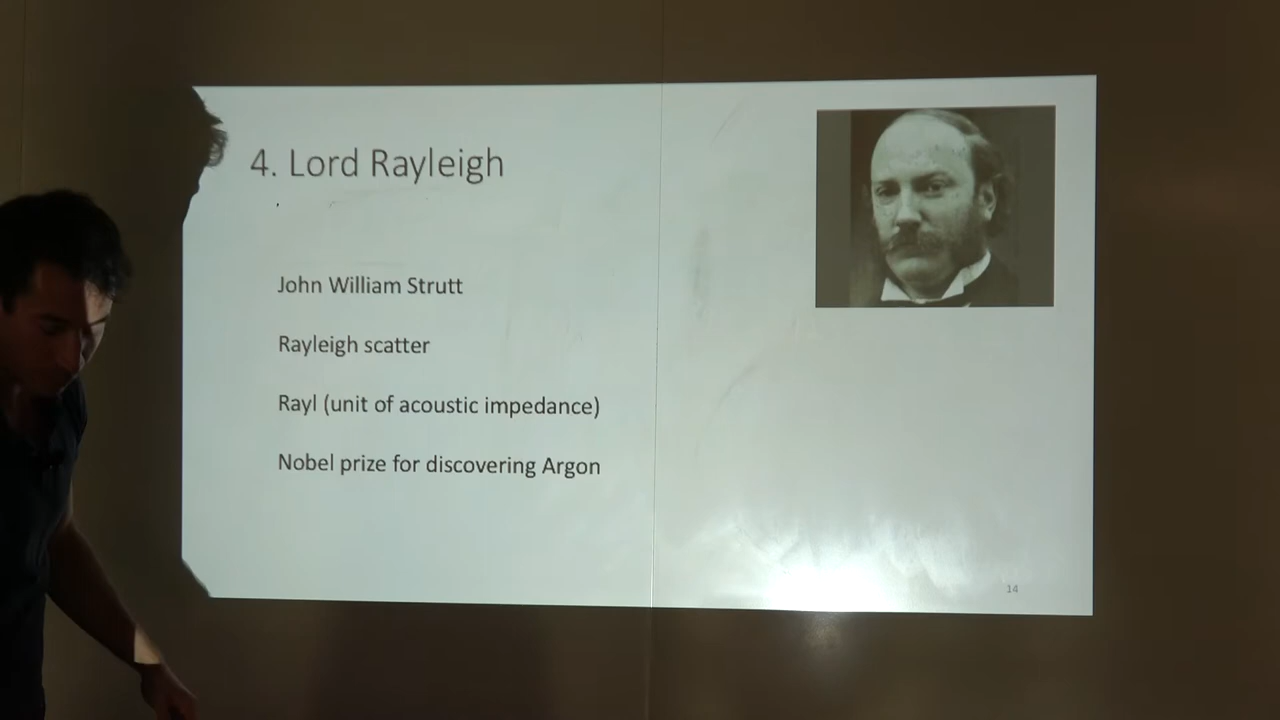 4. Lord Rayleigh
John William Strutt
Rayleigh scatter
Rayl (unit of acoustic impedance)
Nobel prize for discovering Argon
14